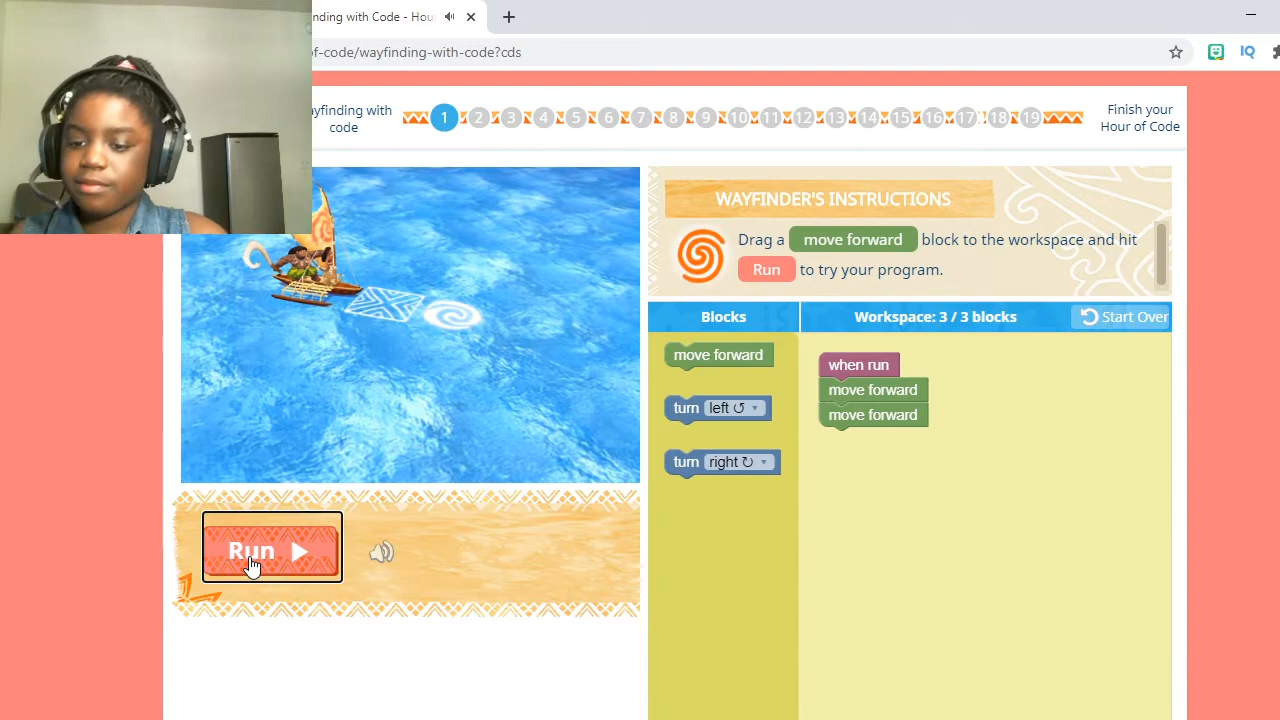 nding with Code - Hou
of-code/wayfinding-with-code?cds
IQ
yfinding with
code
1 2 3 4 5 6 7 8 9 10 11 12 13 14 15 16 17 18 19
Finish your
Hour of Code
WAYFINDER'S INSTRUCTIONS
Drag a move forward block to the workspace and hit
Run to try your program.
Blocks
Workspace: 3 / 3 blocks
Start Over
move forward
turn left
turn right
when run
move forward
move forward
Run